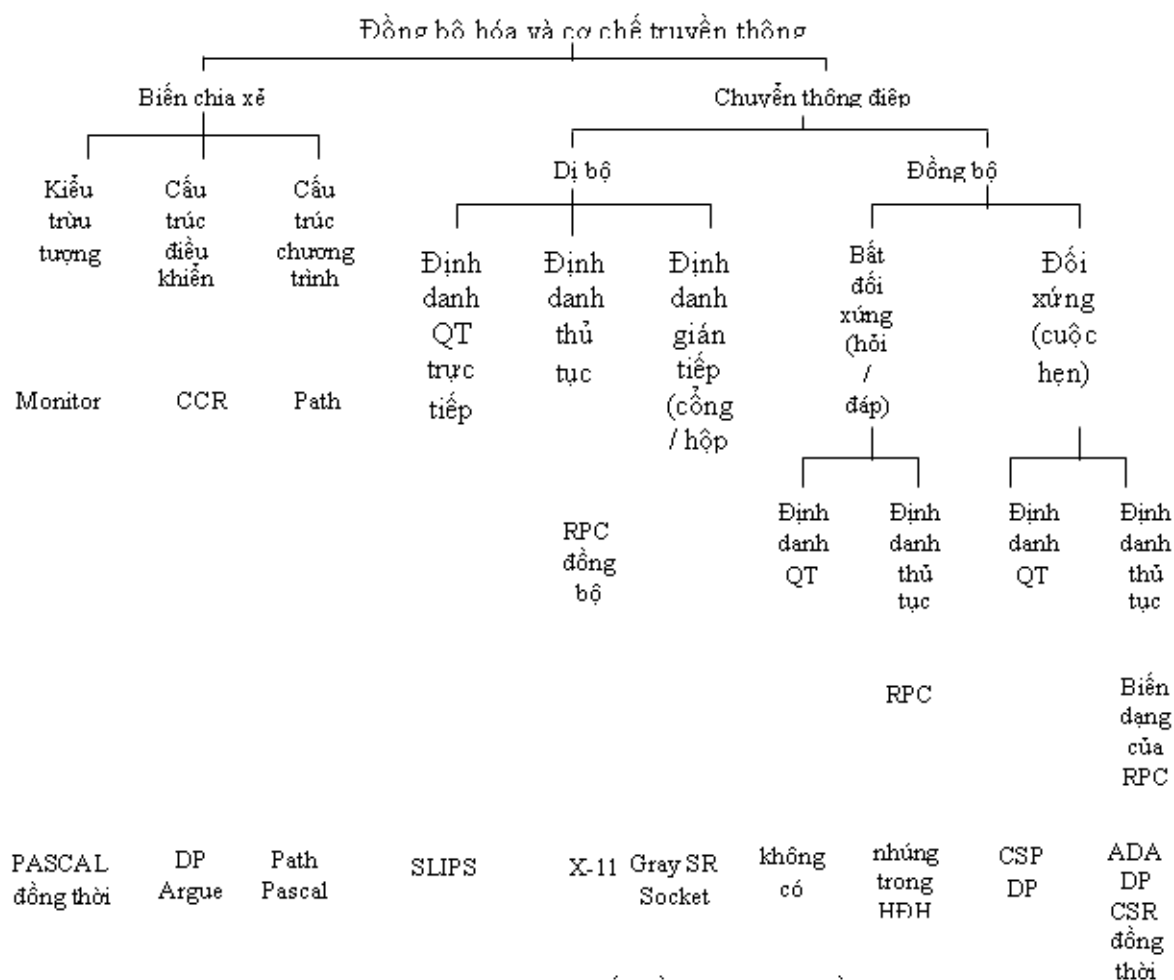 Đồng bộ hóa và cơ chế truyền thông
Biến chia xẻ
Chuyển thông điệp
Dị bộ
Đồng bộ
Kiểu
trừu
tượng
Cấu
trúc
điều
khiển
Cấu
trúc
chương
trình
Định
danh
QT
trực
tiếp
Định
danh
thủ
tục
Định
danh
gián
tiếp
(cổng
/ hộp
Bất
đối
xứng
(hỏi
/
đáp)
Đối
xứng
(cuộc
hẹn)
Monitor
CCR
Path
Định
danh
QT
Định
danh
thủ
tục
Định
danh
QT
Định
danh
thủ
tục
RPC
đồng
bộ
RPC
Biến
dạng
của
RPC
PASCAL
đồng thời
DP
Argue
Path
Pascal
SLIPS
X-11
Gray SR
Socket
không
có
nhúng
trong
HĐH
CSP
DP
ADA
DP
CSR
đồng
thời